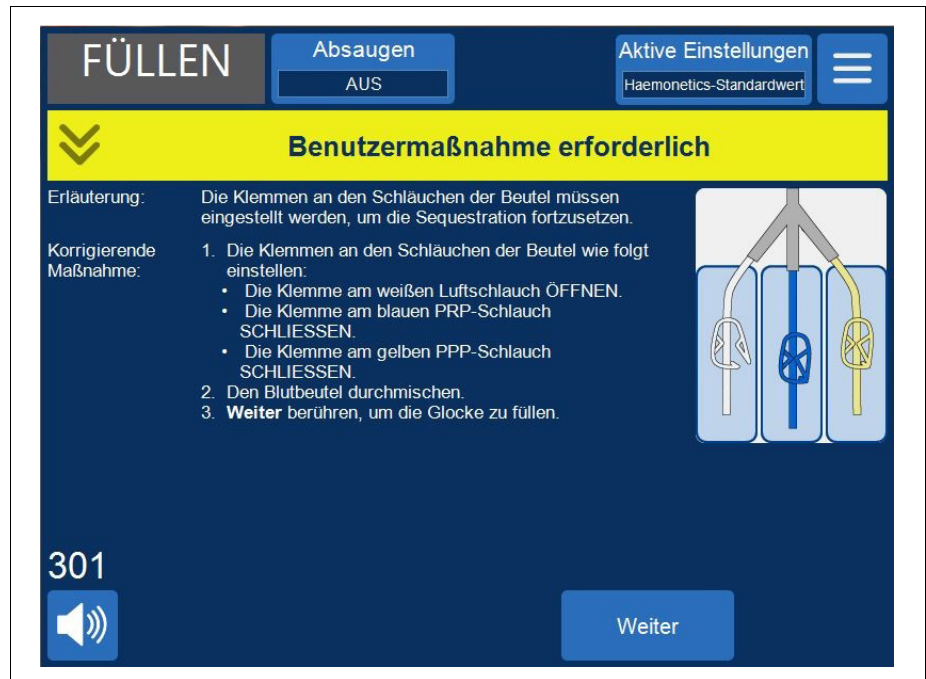 FÜLLEN
Absaugen
AUS
Aktive Einstellungen
Haemonetics-Standardwert
Benutzermaßnahme erforderlich
Erläuterung:
Die Klemmen an den Schläuchen der Beutel müssen
eingestellt werden, um die Sequestration fortzusetzen.
Korrigierende
Maßnahme:
1. Die Klemmen an den Schläuchen der Beutel wie folgt
einstellen:
• Die Klemme am weißen Luftschlauch ÖFFNEN.
• Die Klemme am blauen PRP-Schlauch
SCHLIESSEN.
• Die Klemme am gelben PPP-Schlauch
SCHLIESSEN.
2. Den Blutbeutel durchmischen.
3. Weiter berühren, um die Glocke zu füllen.
301
Weiter